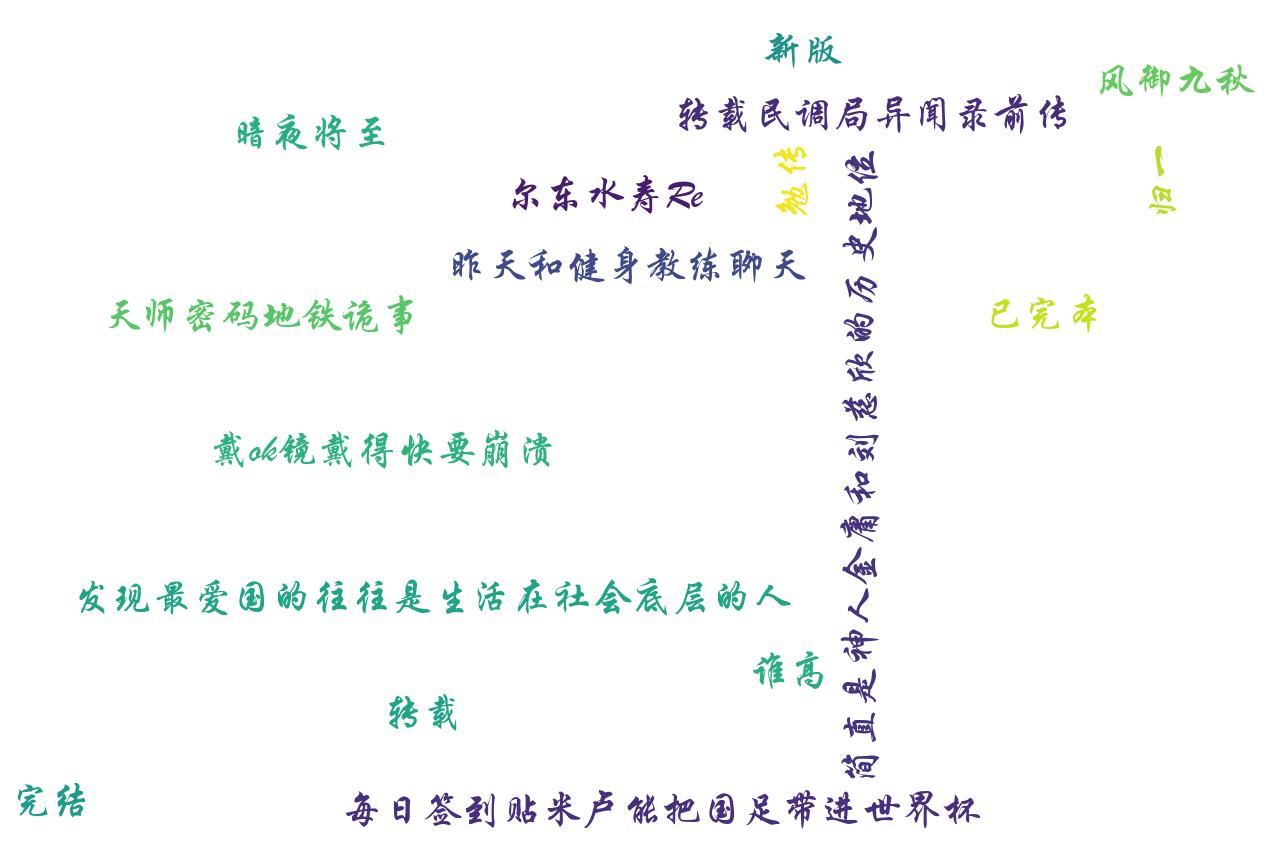 新版
风御九秋
转载民调局异闻录前传
暗夜将至
勉传
归一
尔东水寿Re
简直是神人金庸和刘慈欣的历史地位
昨天和健身教练聊天
天师密码地铁诡事
已完本
戴ok镜戴得快要崩溃
发现最爱国的往往是生活在社会底层的人
谁高
转载
完结
每日签到贴米卢能把国足带进世界杯